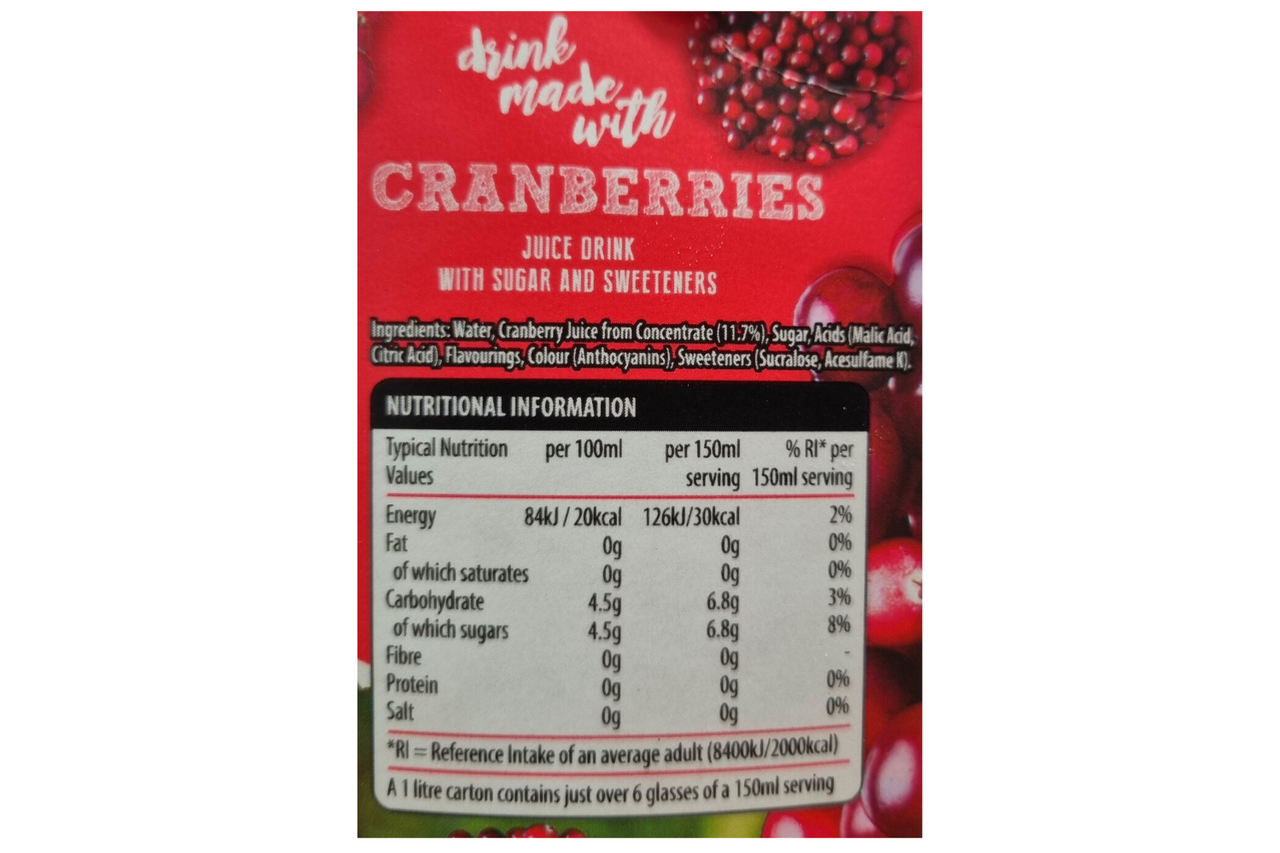 drink
made
with
CRANBERRIES
JUICE DRINK
WITH SUGAR AND SWEETENERS
Ingredients: Water, Cranberry Juice from Concentrate (11.7%), Sugar, Acids (Malic Acid,
Citric Acid), Flavourings, Colour (Anthocyanins), Sweeteners (Sucralose, Acesulfame K).
NUTRITIONAL INFORMATION
Typical Nutrition per 100ml per 150ml % RI* per
Values serving 150ml serving
Energy 84kJ / 20kcal 126kJ/30kcal 2%
Fat 0g 0g 0%
of which saturates 0g 0g 0%
Carbohydrate 4.5g 6.8g 3%
of which sugars 4.5g 6.8g 8%
Fibre 0g 0g -
Protein 0g 0g 0%
Salt 0g 0g 0%
*RI = Reference Intake of an average adult (8400kJ/2000kcal)
A 1 litre carton contains just over 6 glasses of a 150ml serving